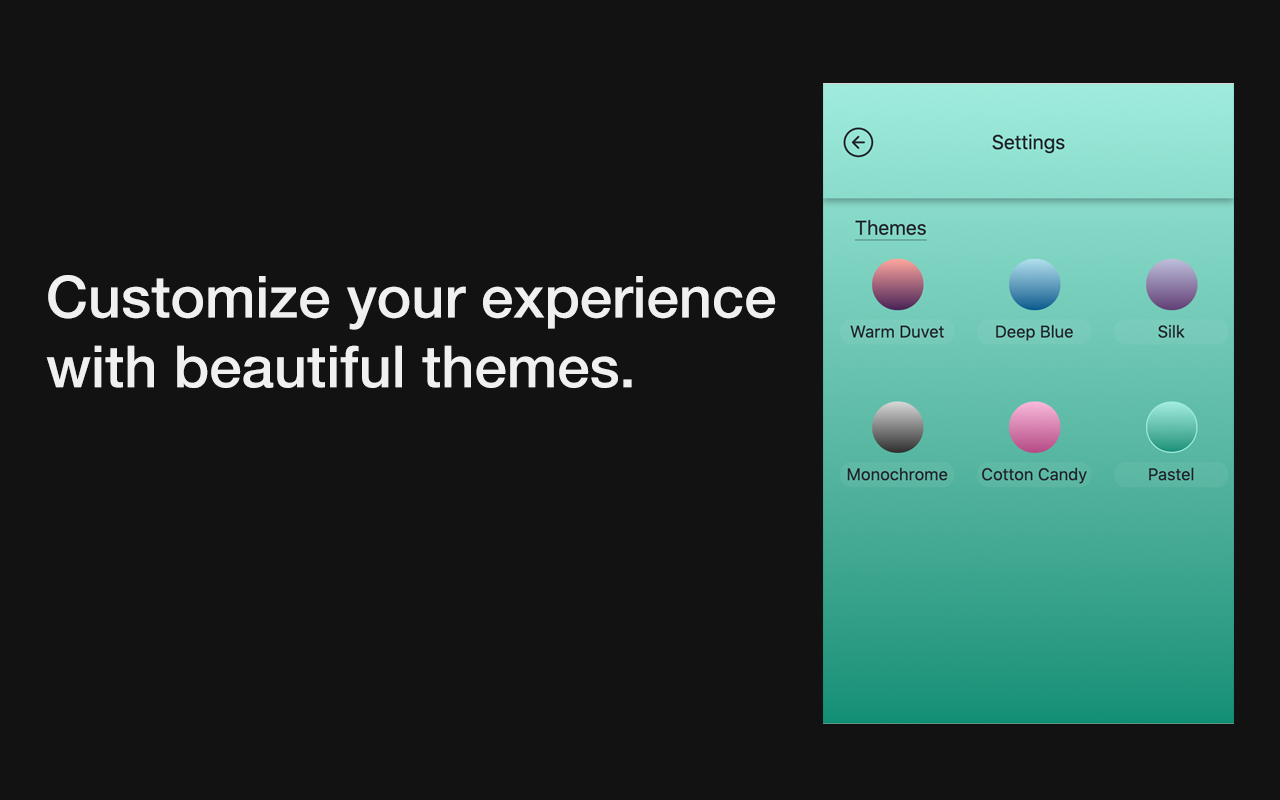 Customize your experience
with beautiful themes.
Settings
Themes
Warm Duvet
Deep Blue
Silk
Monochrome
Cotton Candy
Pastel